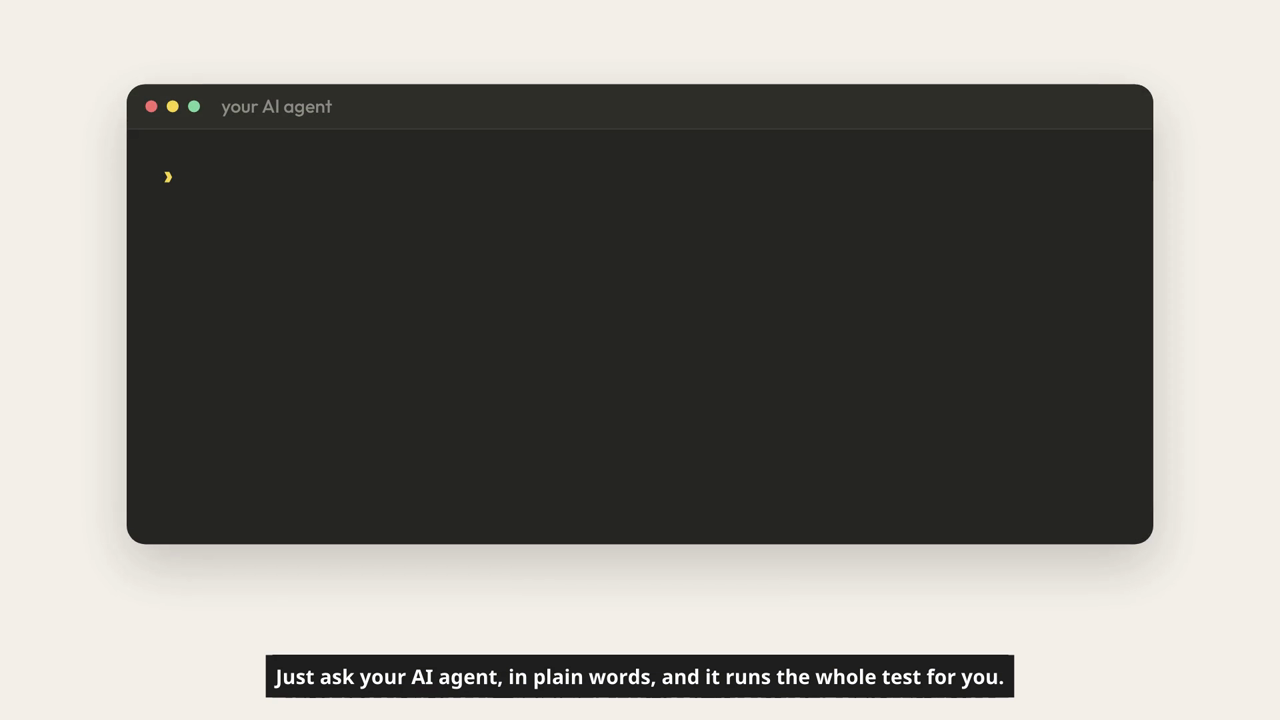 your AI agent
›
Just ask your AI agent, in plain words, and it runs the whole test for you.